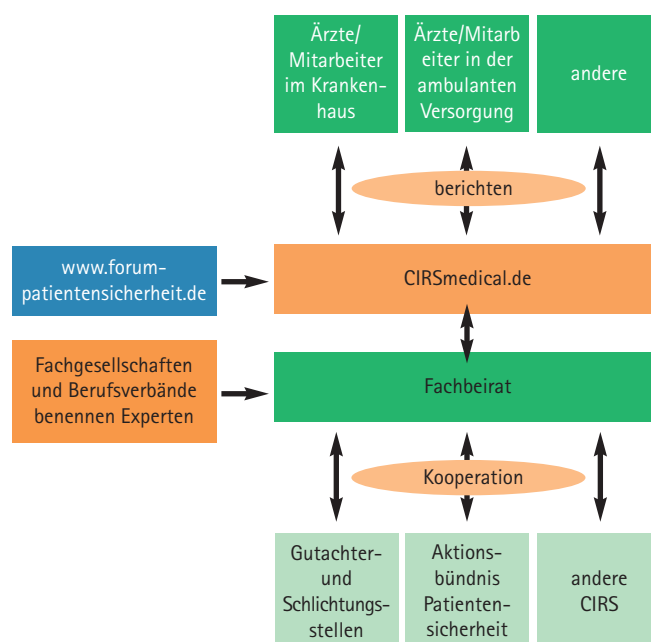 Ärzte/
Mitarbeiter
im Kranken-
haus
Ärzte/Mitarb
eiter in der
ambulanten
Versorgung
andere
berichten
www.forum-
patientensicherheit.de
CIRSmedical.de
Fachgesellschaften
und Berufsverbände
benennen Experten
Fachbeirat
Kooperation
Gutachter-
und
Schlichtungs-
stellen
Aktions-
bündnis
Patienten-
sicherheit
andere
CIRS